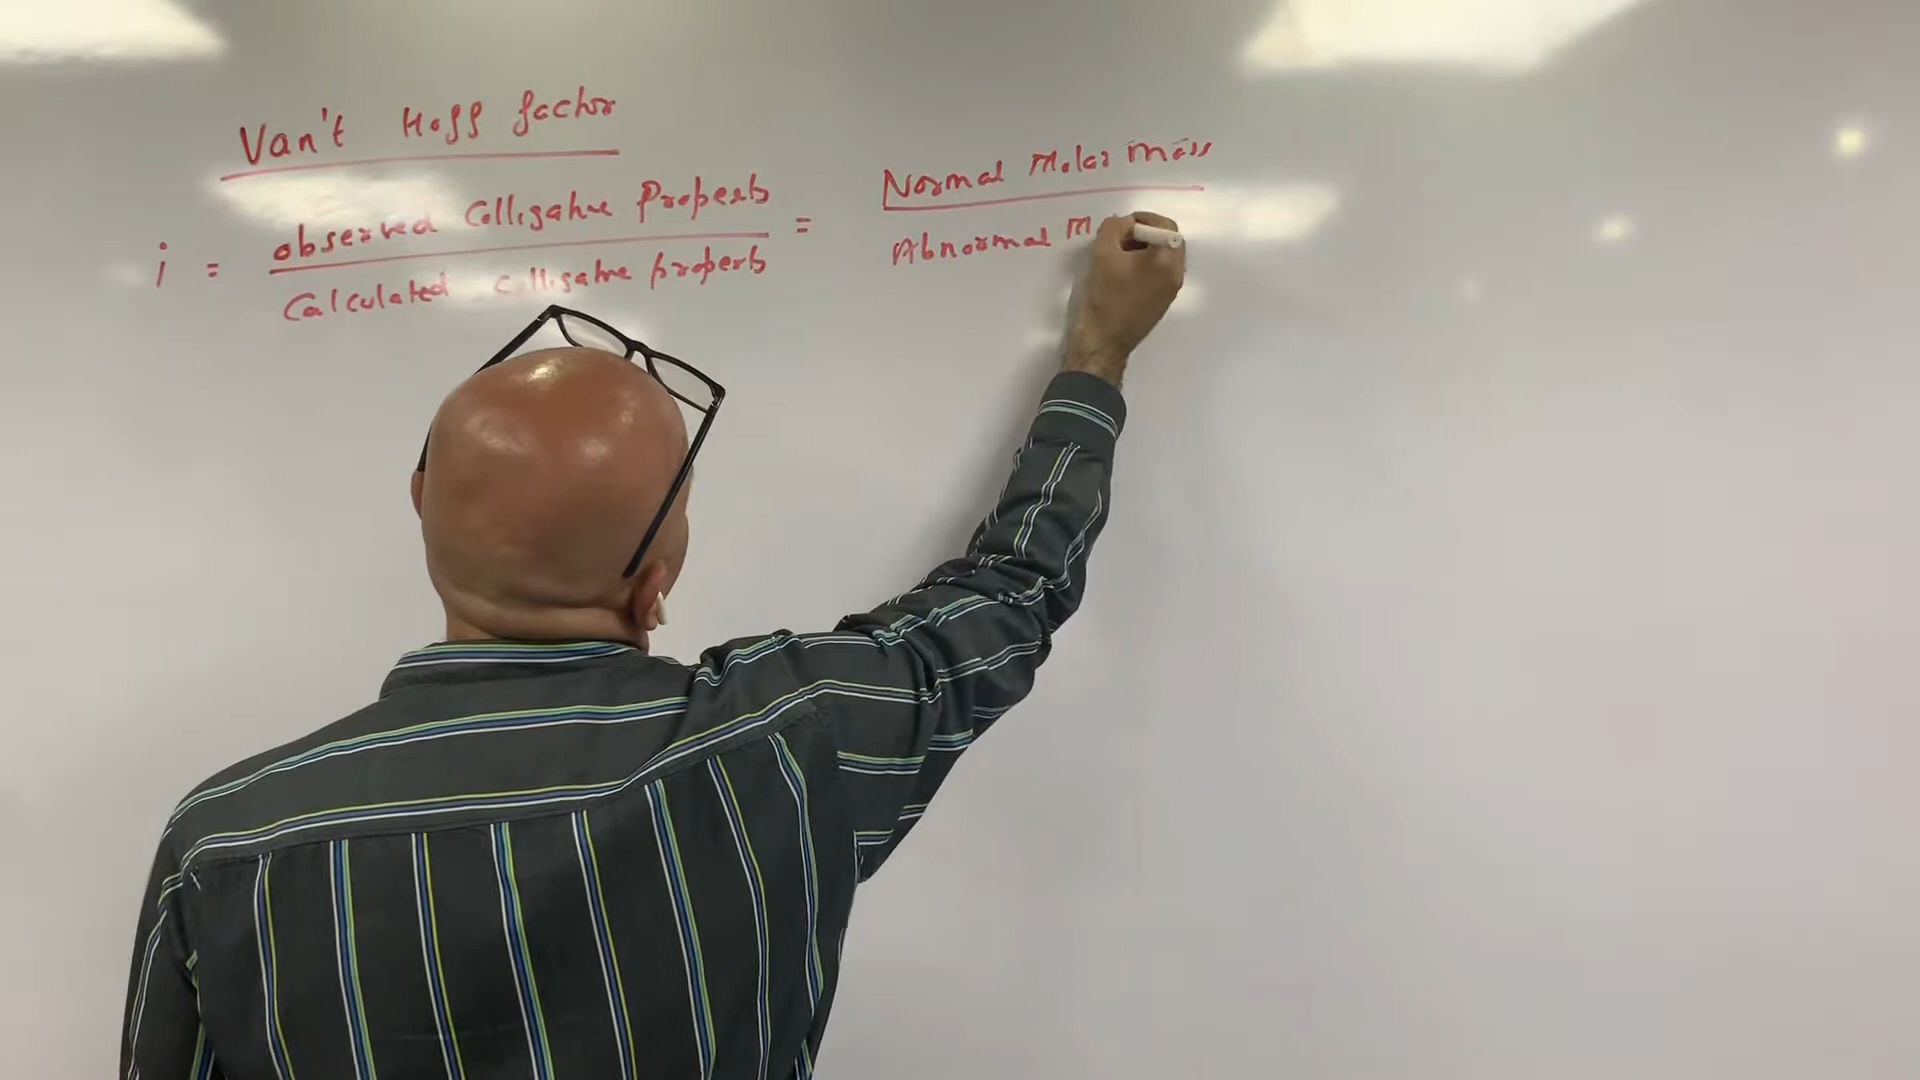 Van't Hoff factor
i = observed Colligative Property / Calculated colligative property = Normal Molar mass / Abnormal M